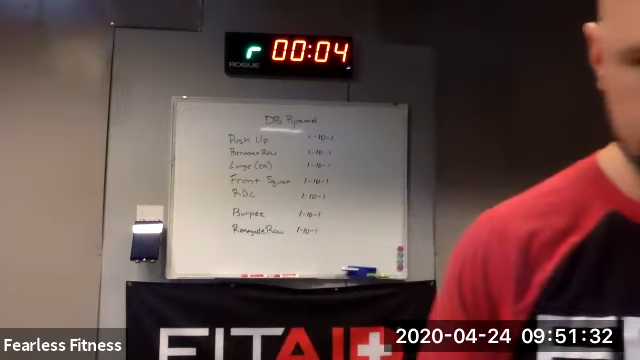 r 00:04
ROGUE
DB's Pyramid
Push Up 1-10-1
Bentover Row 1-10-1
Lunge (ea) 1-10-1
Front Squat 1-10-1
RDL 1-10-1
Burpee 1-10-1
Renegade Row 1-10-1
FITAID
2020-04-24 09:51:32
Fearless Fitness